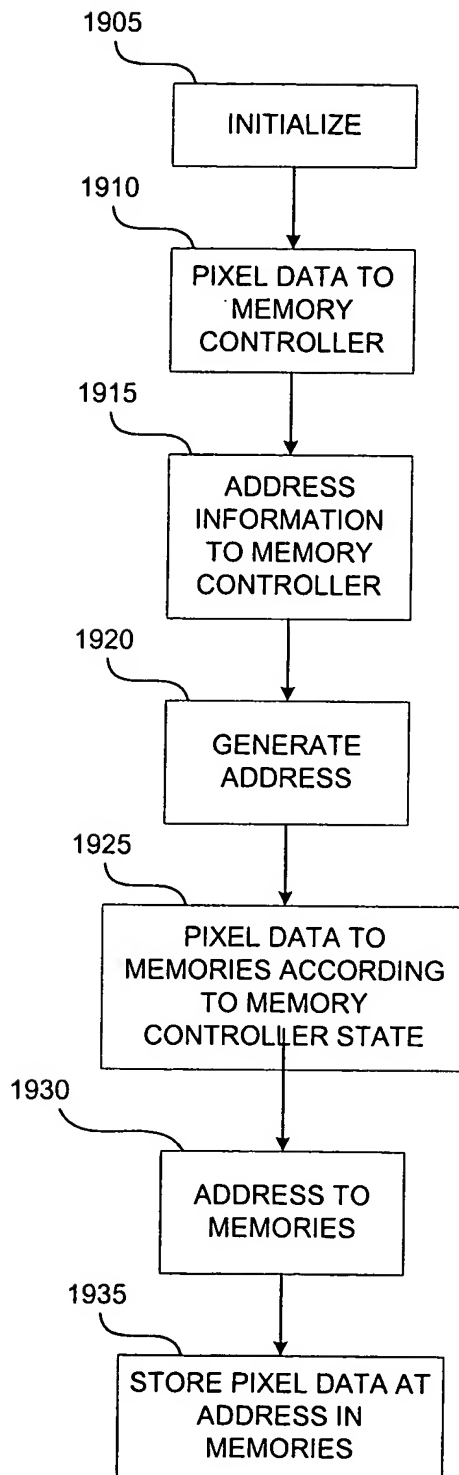 1905
INITIALIZE
1910
PIXEL DATA TO
MEMORY
CONTROLLER
1915
ADDRESS
INFORMATION
TO MEMORY
CONTROLLER
1920
GENERATE
ADDRESS
1925
PIXEL DATA TO
MEMORIES ACCORDING
TO MEMORY
CONTROLLER STATE
1930
ADDRESS TO
MEMORIES
1935
STORE PIXEL DATA AT
ADDRESS IN
MEMORIES